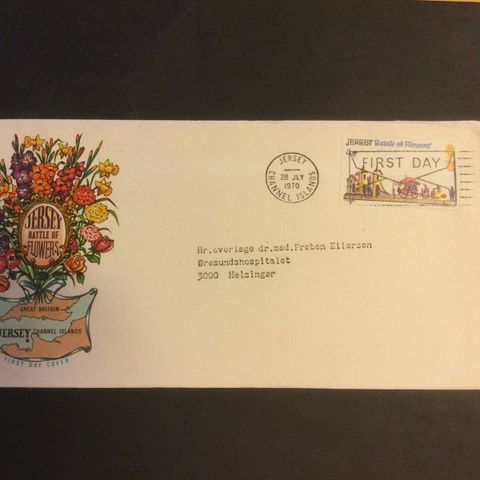 JERSEY
BATTLE OF
FLOWERS
GREAT BRITAIN
JERSEY CHANNEL ISLANDS
FIRST DAY COVER
JERSEY
28 JLY
1970
CHANNEL ISLANDS
JERSEY 'Battle of Flowers'
FIRST DAY
Hr.overlæge dr.med.Preben Eilersen
Øresundshospitalet
3000 Helsingør